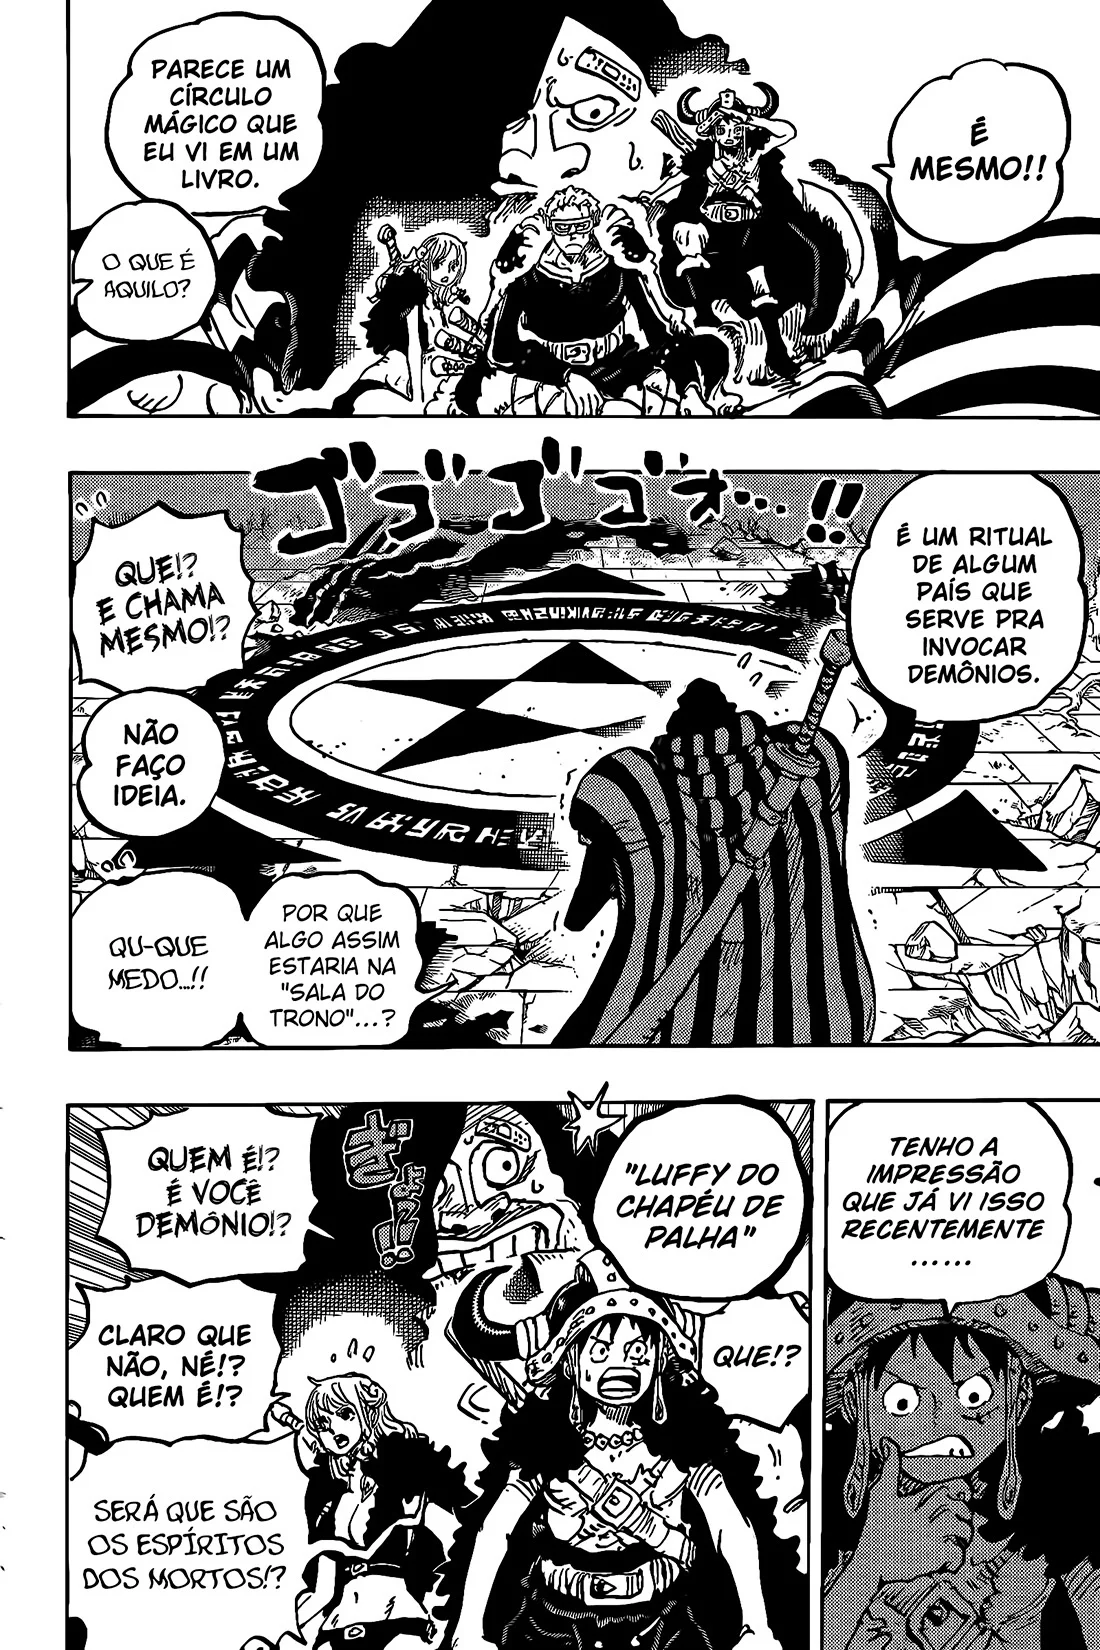 É
MESMO!!
PARECE UM
CÍRCULO
MÁGICO QUE
EU VI EM UM
LIVRO.
O QUE É
AQUILO?
ゴゴゴゴォ…!!
É UM RITUAL
DE ALGUM
PAÍS QUE
SERVE PRA
INVOCAR
DEMÔNIOS.
QUE!?
E CHAMA
MESMO!?
NÃO
FAÇO
IDEIA.
POR QUE
ALGO ASSIM
ESTARIA NA
"SALA DO
TRONO"...?
QU-QUE
MEDO...!!
TENHO A
IMPRESSÃO
QUE JÁ VI ISSO
RECENTEMENTE
......
"LUFFY DO
CHAPÉU DE
PALHA"
QUE!?
ぎょっ!!
QUEM É!?
É VOCÊ
DEMÔNIO!?
CLARO QUE
NÃO, NÉ!?
QUEM É!?
SERÁ QUE SÃO
OS ESPÍRITOS
DOS MORTOS!?